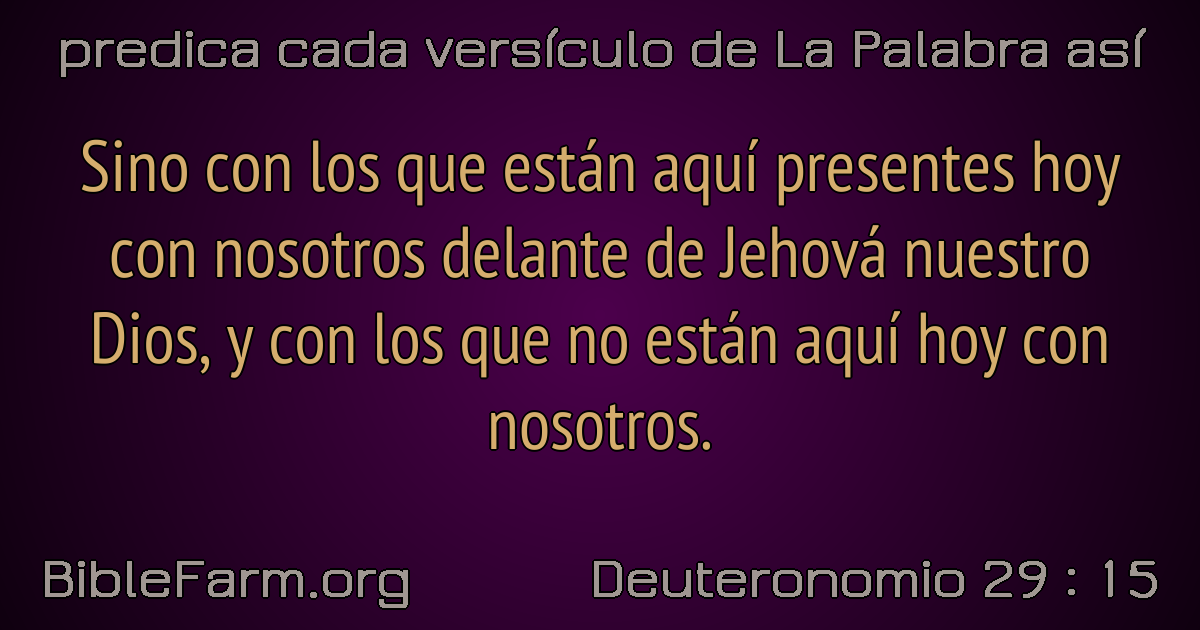 predica cada versículo de La Palabra así
Sino con los que están aquí presentes hoy
con nosotros delante de Jehová nuestro
Dios, y con los que no están aquí hoy con
nosotros.
BibleFarm.org
Deuteronomio 29 : 15